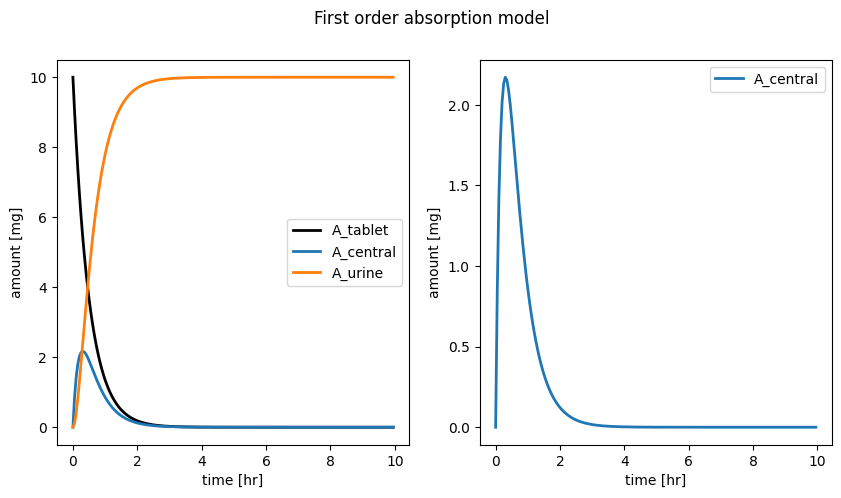 First order absorption model
10
8
6
4
2
0
amount [mg]
A_tablet
A_central
A_urine
0 2 4 6 8 10
time [hr]
2.0
1.5
1.0
0.5
0.0
amount [mg]
A_central
0 2 4 6 8 10
time [hr]